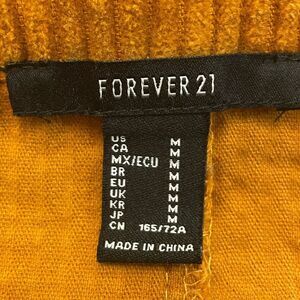 FOREVER 21
US M
CA M
MX/ECU M
BR M
EU M
UK M
KR M
JP M
CN 165/72A
MADE IN CHINA